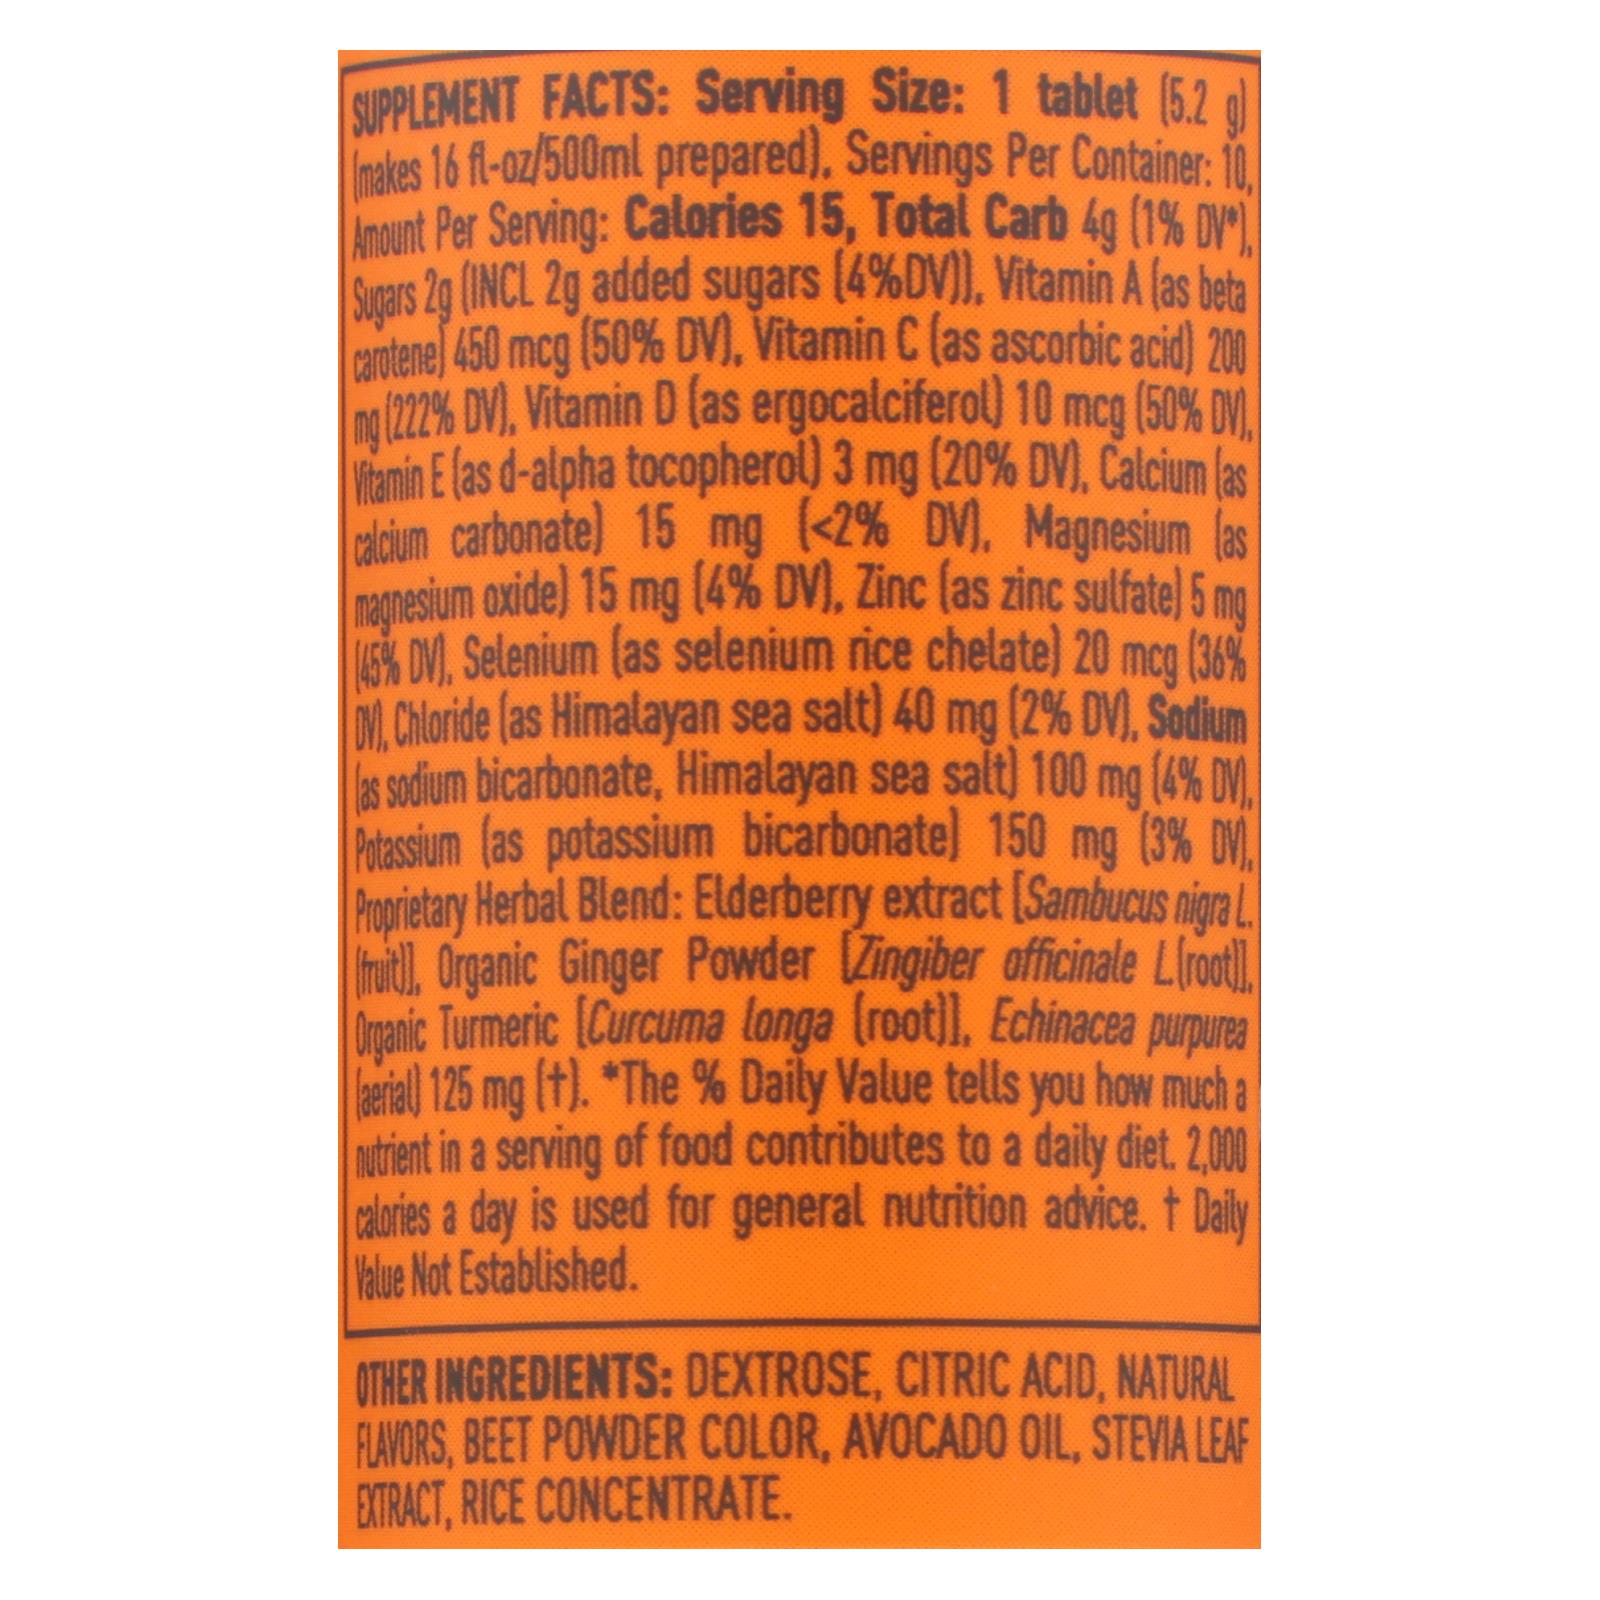 SUPPLEMENT FACTS: Serving Size: 1 tablet (5.2 g)
(makes 16 fl-oz/500ml prepared), Servings Per Container: 10,
Amount Per Serving: Calories 15, Total Carb 4g (1% DV*),
Sugars 2g (INCL 2g added sugars (4%DV)), Vitamin A (as beta
carotene) 450 mcg (50% DV), Vitamin C (as ascorbic acid) 200
mg (222% DV), Vitamin D (as ergocalciferol) 10 mcg (50% DV),
Vitamin E (as d-alpha tocopherol) 3 mg (20% DV), Calcium (as
calcium carbonate) 15 mg (<2% DV), Magnesium (as
magnesium oxide) 15 mg (4% DV), Zinc (as zinc sulfate) 5 mg
(45% DV), Selenium (as selenium rice chelate) 20 mcg (36%
DV), Chloride (as Himalayan sea salt) 40 mg (2% DV), Sodium
(as sodium bicarbonate, Himalayan sea salt) 100 mg (4% DV),
Potassium (as potassium bicarbonate) 150 mg (3% DV),
Proprietary Herbal Blend: Elderberry extract [Sambucus nigra L.
(fruit)], Organic Ginger Powder [Zingiber officinale L.(root)],
Organic Turmeric [Curcuma longa (root)], Echinacea purpurea
(aerial) 125 mg (†). *The % Daily Value tells you how much a
nutrient in a serving of food contributes to a daily diet. 2,000
calories a day is used for general nutrition advice. † Daily
Value Not Established.
OTHER INGREDIENTS: DEXTROSE, CITRIC ACID, NATURAL
FLAVORS, BEET POWDER COLOR, AVOCADO OIL, STEVIA LEAF
EXTRACT, RICE CONCENTRATE.